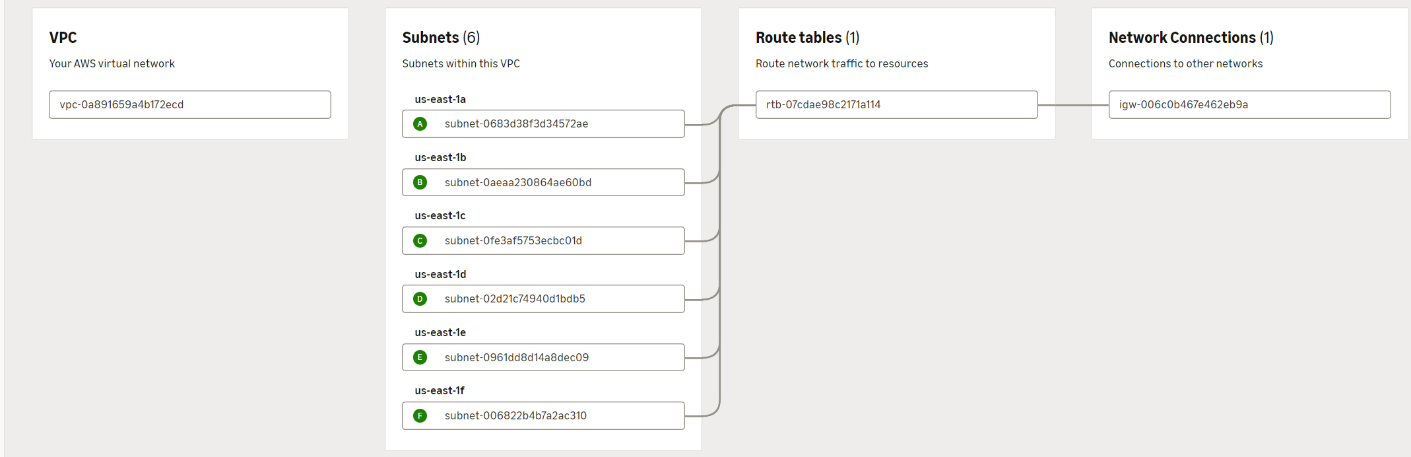 VPC
Your AWS virtual network
vpc-0a891659a4b172ecd
Subnets (6)
Subnets within this VPC
us-east-1a
A subnet-0683d38f3d34572ae
us-east-1b
B subnet-0aeaa230864ae60bd
us-east-1c
C subnet-0fe3af5753ecbc01d
us-east-1d
D subnet-02d21c74940d1bdb5
us-east-1e
E subnet-0961dd8d14a8dec09
us-east-1f
F subnet-006822b4b7a2ac310
Route tables (1)
Route network traffic to resources
rtb-07cdae98c2171a114
Network Connections (1)
Connections to other networks
igw-006c0b467e462eb9a